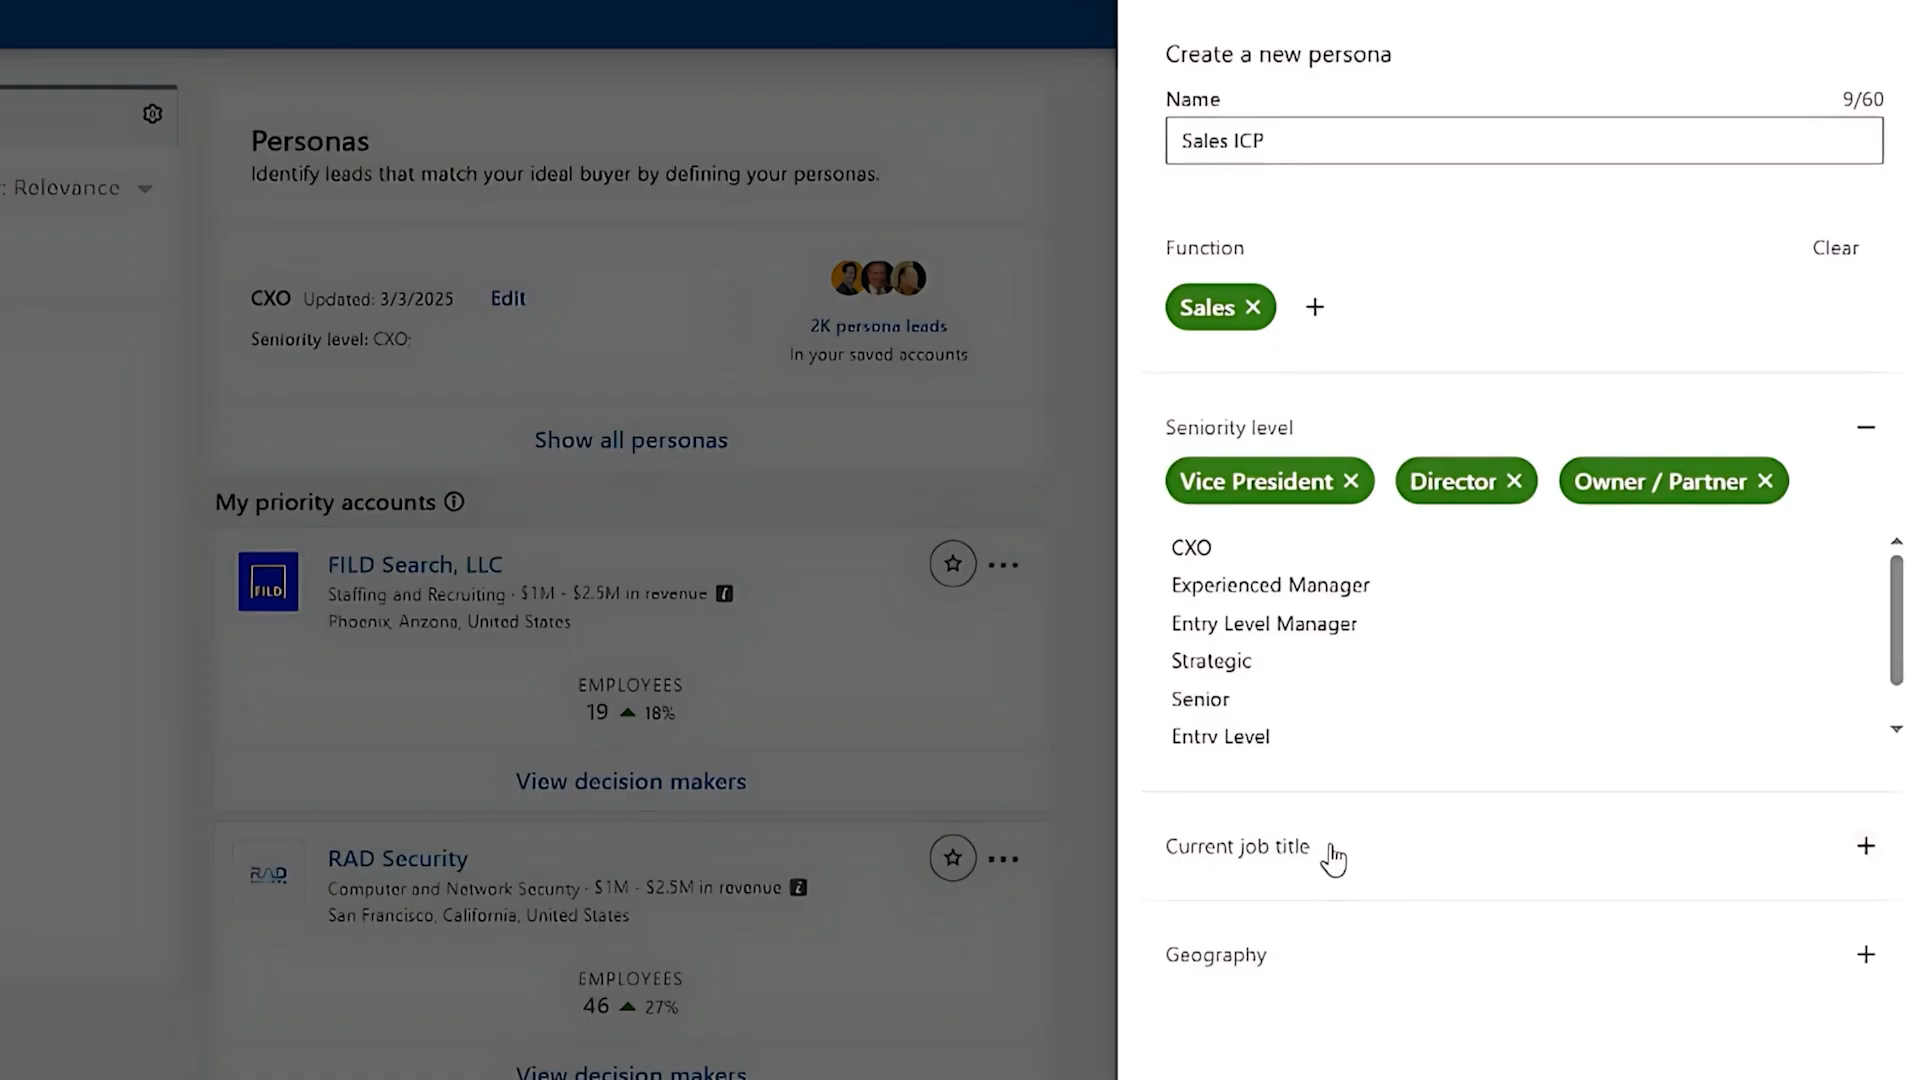 : Relevance
Personas
Identify leads that match your ideal buyer by defining your personas.
CXO Updated: 3/3/2025 Edit
Seniority level: CXO;
2K persona leads
In your saved accounts
Show all personas
My priority accounts
FILD
FILD Search, LLC
Staffing and Recruiting · $1M - $2.5M in revenue
Phoenix, Arizona, United States
EMPLOYEES
19 ▲ 18%
View decision makers
RAD
RAD Security
Computer and Network Security · $1M - $2.5M in revenue
San Francisco, California, United States
EMPLOYEES
46 ▲ 27%
View decision makers
Create a new persona
Name 9/60
Sales ICP
Function Clear
Sales
Seniority level
Vice President Director Owner / Partner
CXO
Experienced Manager
Entry Level Manager
Strategic
Senior
Entry Level
Current job title
Geography